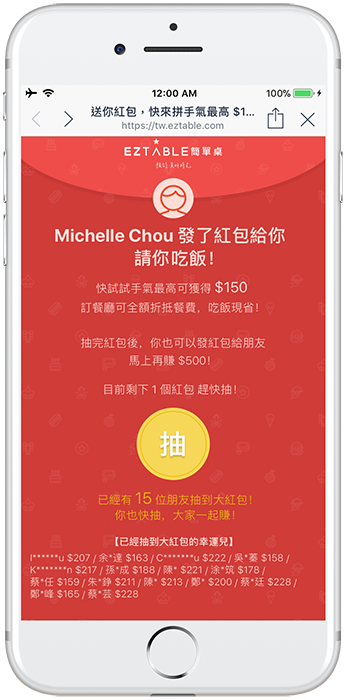 12:00 AM
100%
送你紅包，快來拼手氣最高 $1...
https://tw.eztable.com
EZTABLE簡單桌
Michelle Chou 發了紅包給你
請你吃飯！
快試試手氣最高可獲得 $150
訂餐廳可全額折抵餐費，吃飯現省！
抽完紅包後，你也可以發紅包給朋友
馬上再賺 $500！
目前剩下 1 個紅包 趕快抽！
抽
已經有 15 位朋友抽到大紅包！
你也快抽，大家一起賺！
【已經抽到大紅包的幸運兒】
l******u $207 / 余*達 $163 / C*******u $222 / 吳*蓁 $158 /
K*******n $217 / 孫*成 $188 / 陳* $221 / 涂*筑 $178 /
蔡*任 $159 / 朱*錚 $211 / 陳* $213 / 鄭* $200 / 蔡*廷 $228 /
鄭*峰 $165 / 蔡*芸 $228